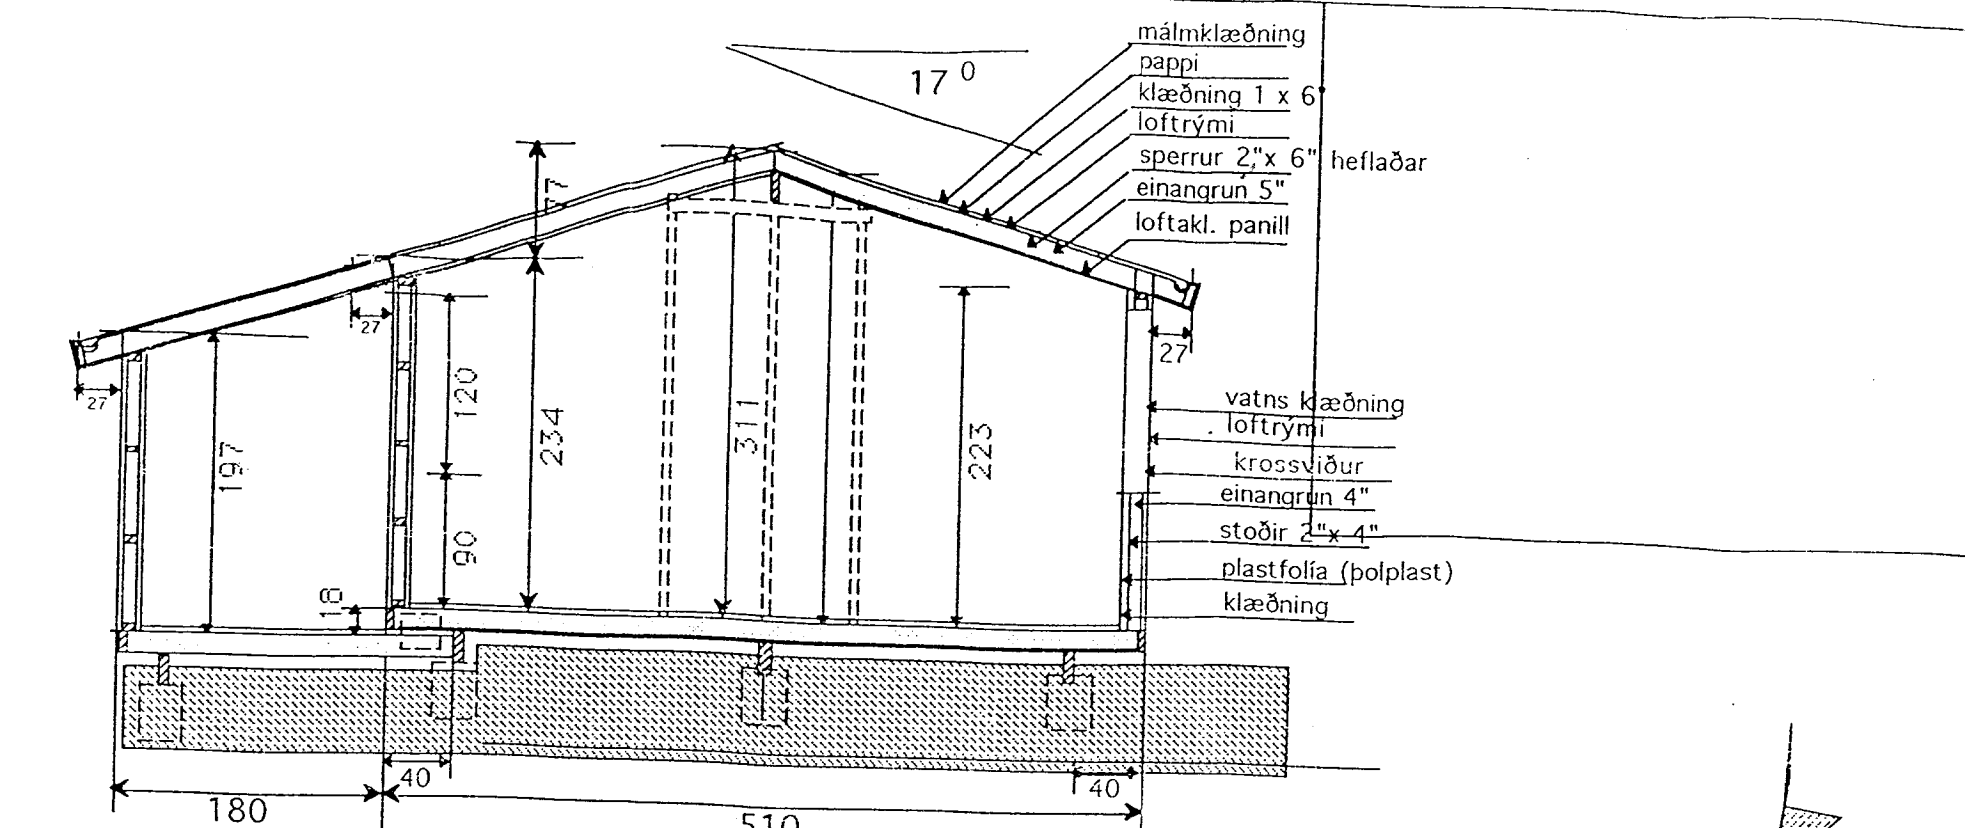 málmklæðning
pappi
klæðning 1 x 6
loftrými
sperrur 2"x 6" heflaðar
einangrun 5"
loftakl. panill
17 0
77
27
27
27
197
120
234
90
18
311
223
vatns klæðning
loftrými
krossviður
einangrun 4"
stoðir 2"x 4"
plastfolía (þolplast)
klæðning
40
40
180
510